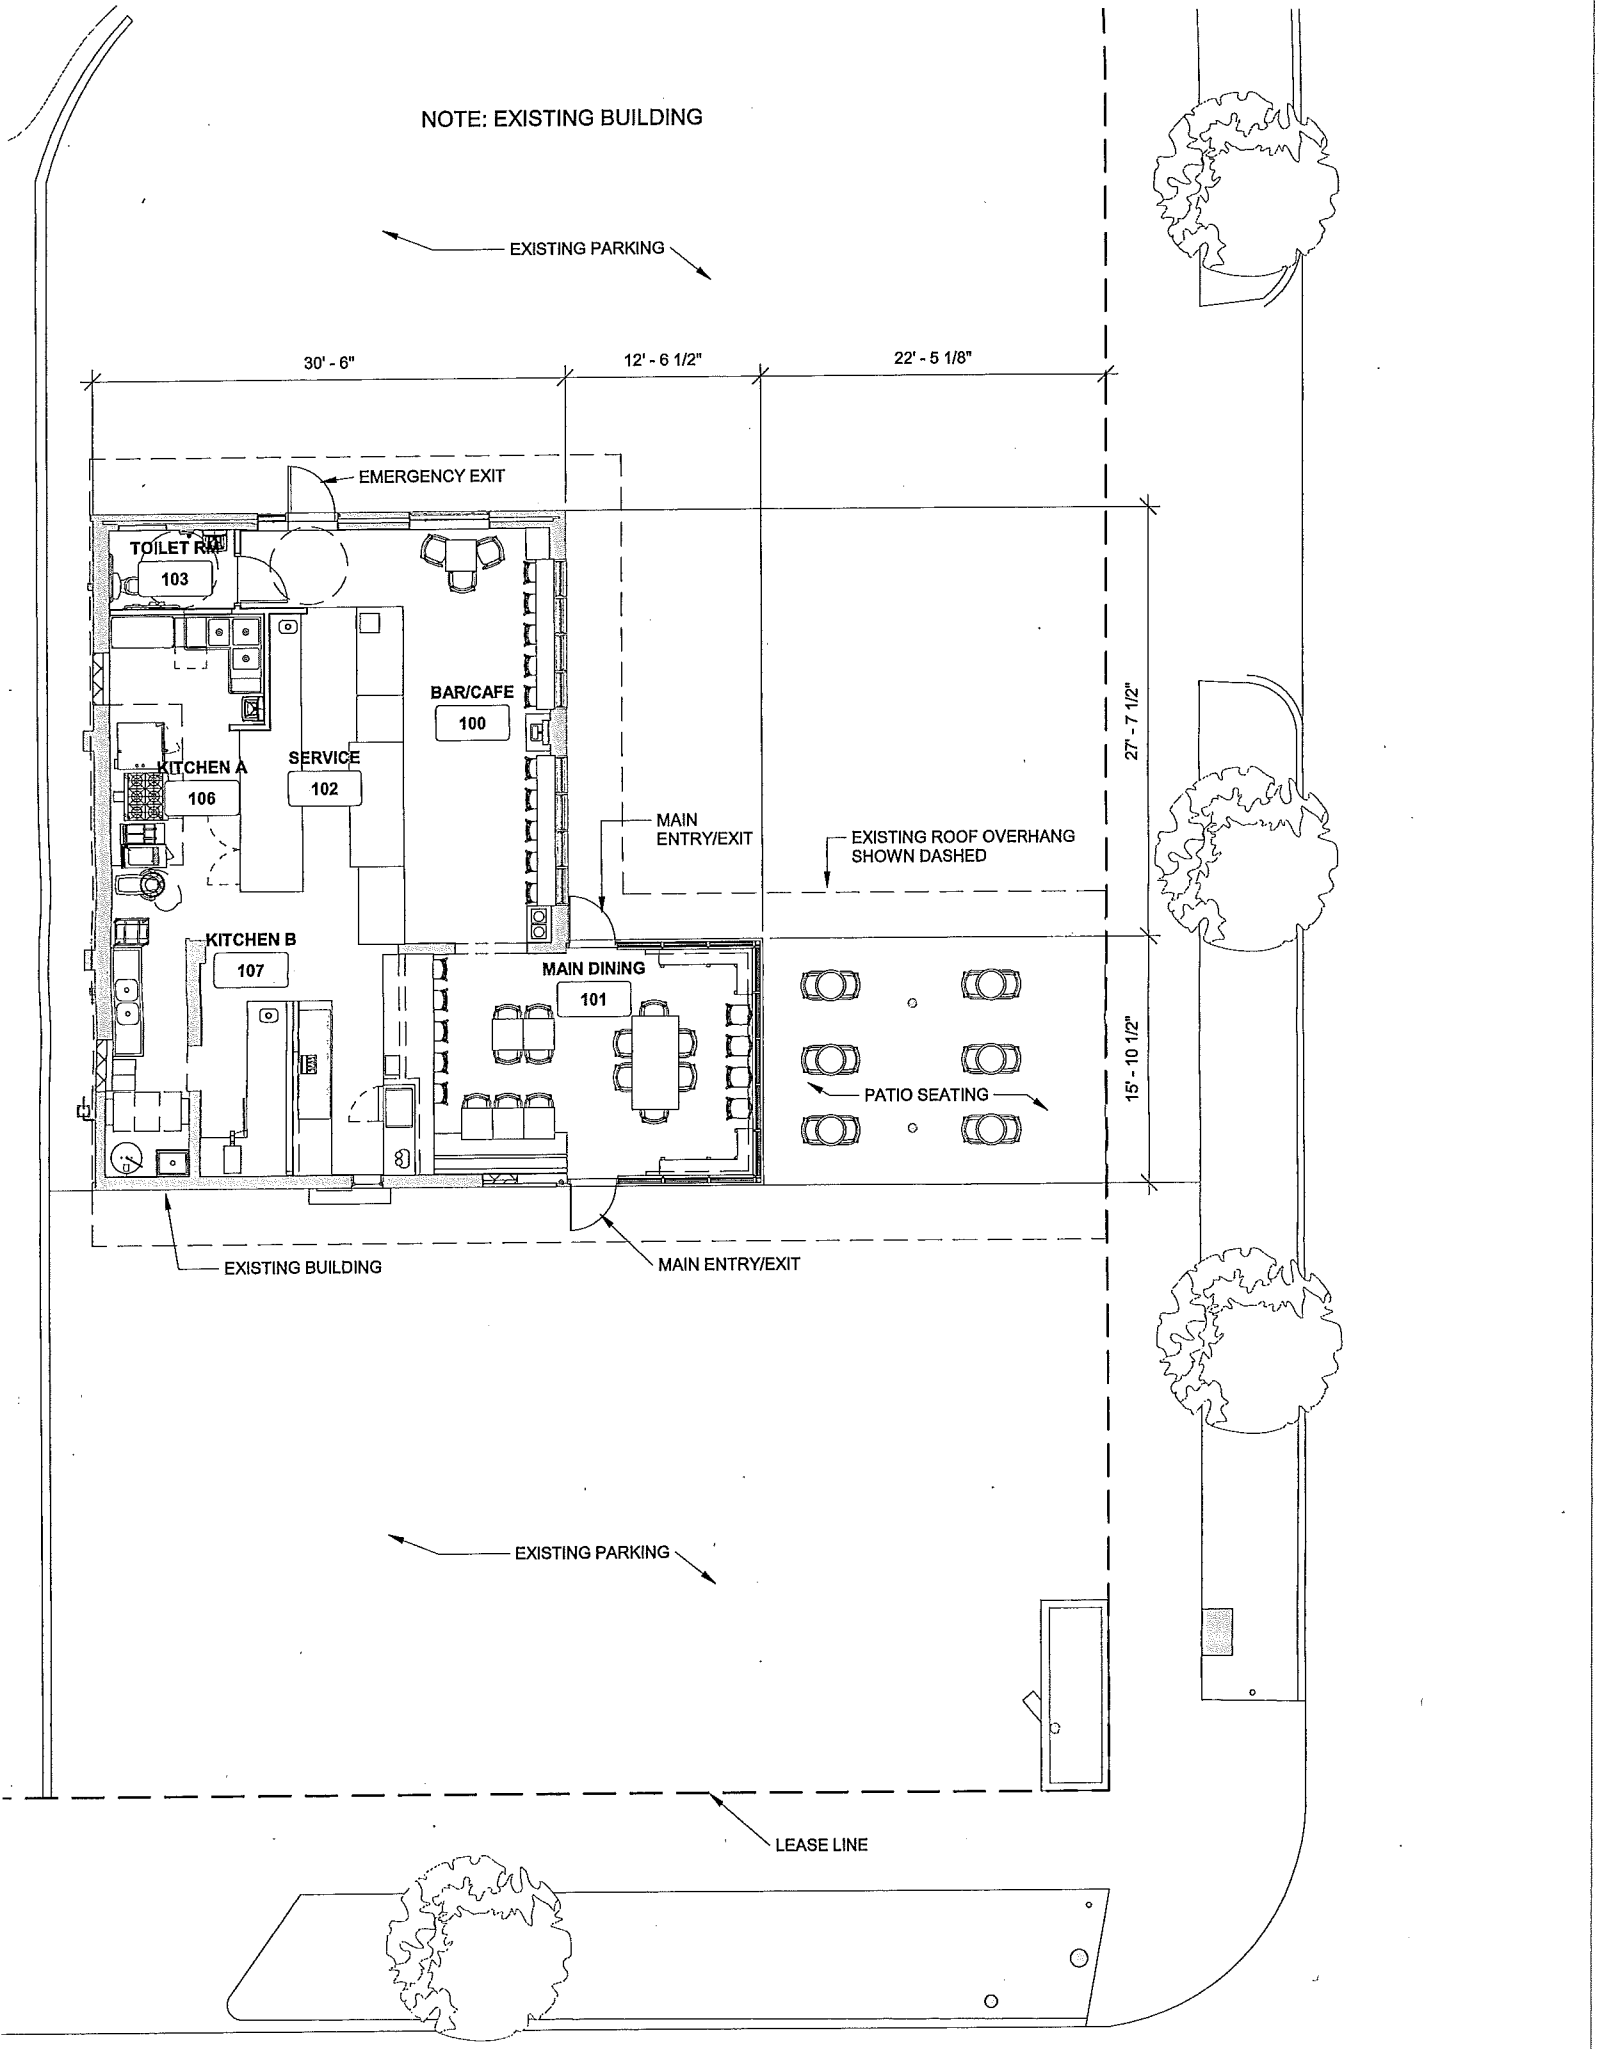 NOTE: EXISTING BUILDING
EXISTING PARKING
30' - 6"
12' - 6 1/2"
22' - 5 1/8"
EMERGENCY EXIT
TOILET RM
103
BAR/CAFE
100
27' - 7 1/2"
SERVICE
102
KITCHEN A
106
MAIN
ENTRY/EXIT
EXISTING ROOF OVERHANG
SHOWN DASHED
KITCHEN B
107
MAIN DINING
101
15' - 10 1/2"
PATIO SEATING
EXISTING BUILDING
MAIN ENTRY/EXIT
EXISTING PARKING
LEASE LINE